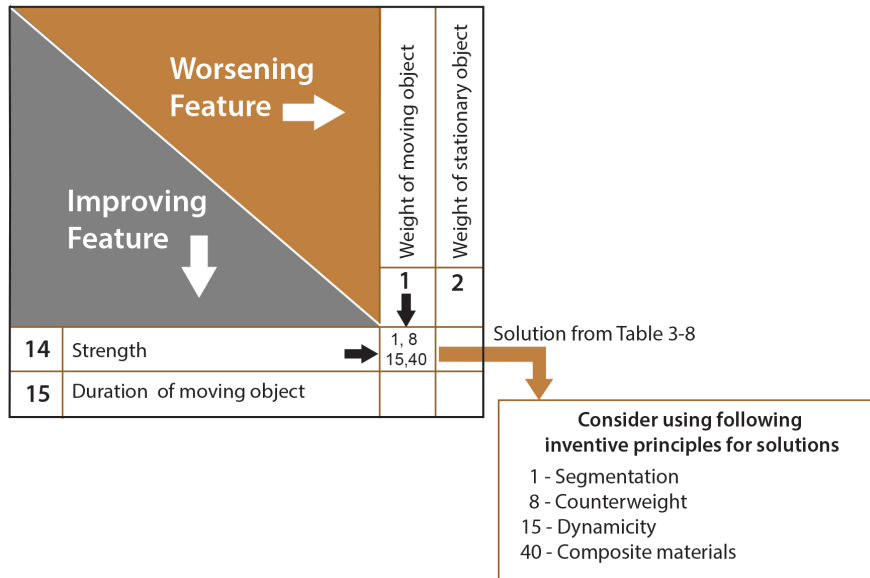 Worsening
Feature
Improving
Feature
Weight of moving object
Weight of stationary object
1
2
14
Strength
1, 8
15,40
Solution from Table 3-8
15
Duration  of moving object
Consider using following
inventive principles for solutions
1 - Segmentation
8 - Counterweight
15 - Dynamicity
40 - Composite materials